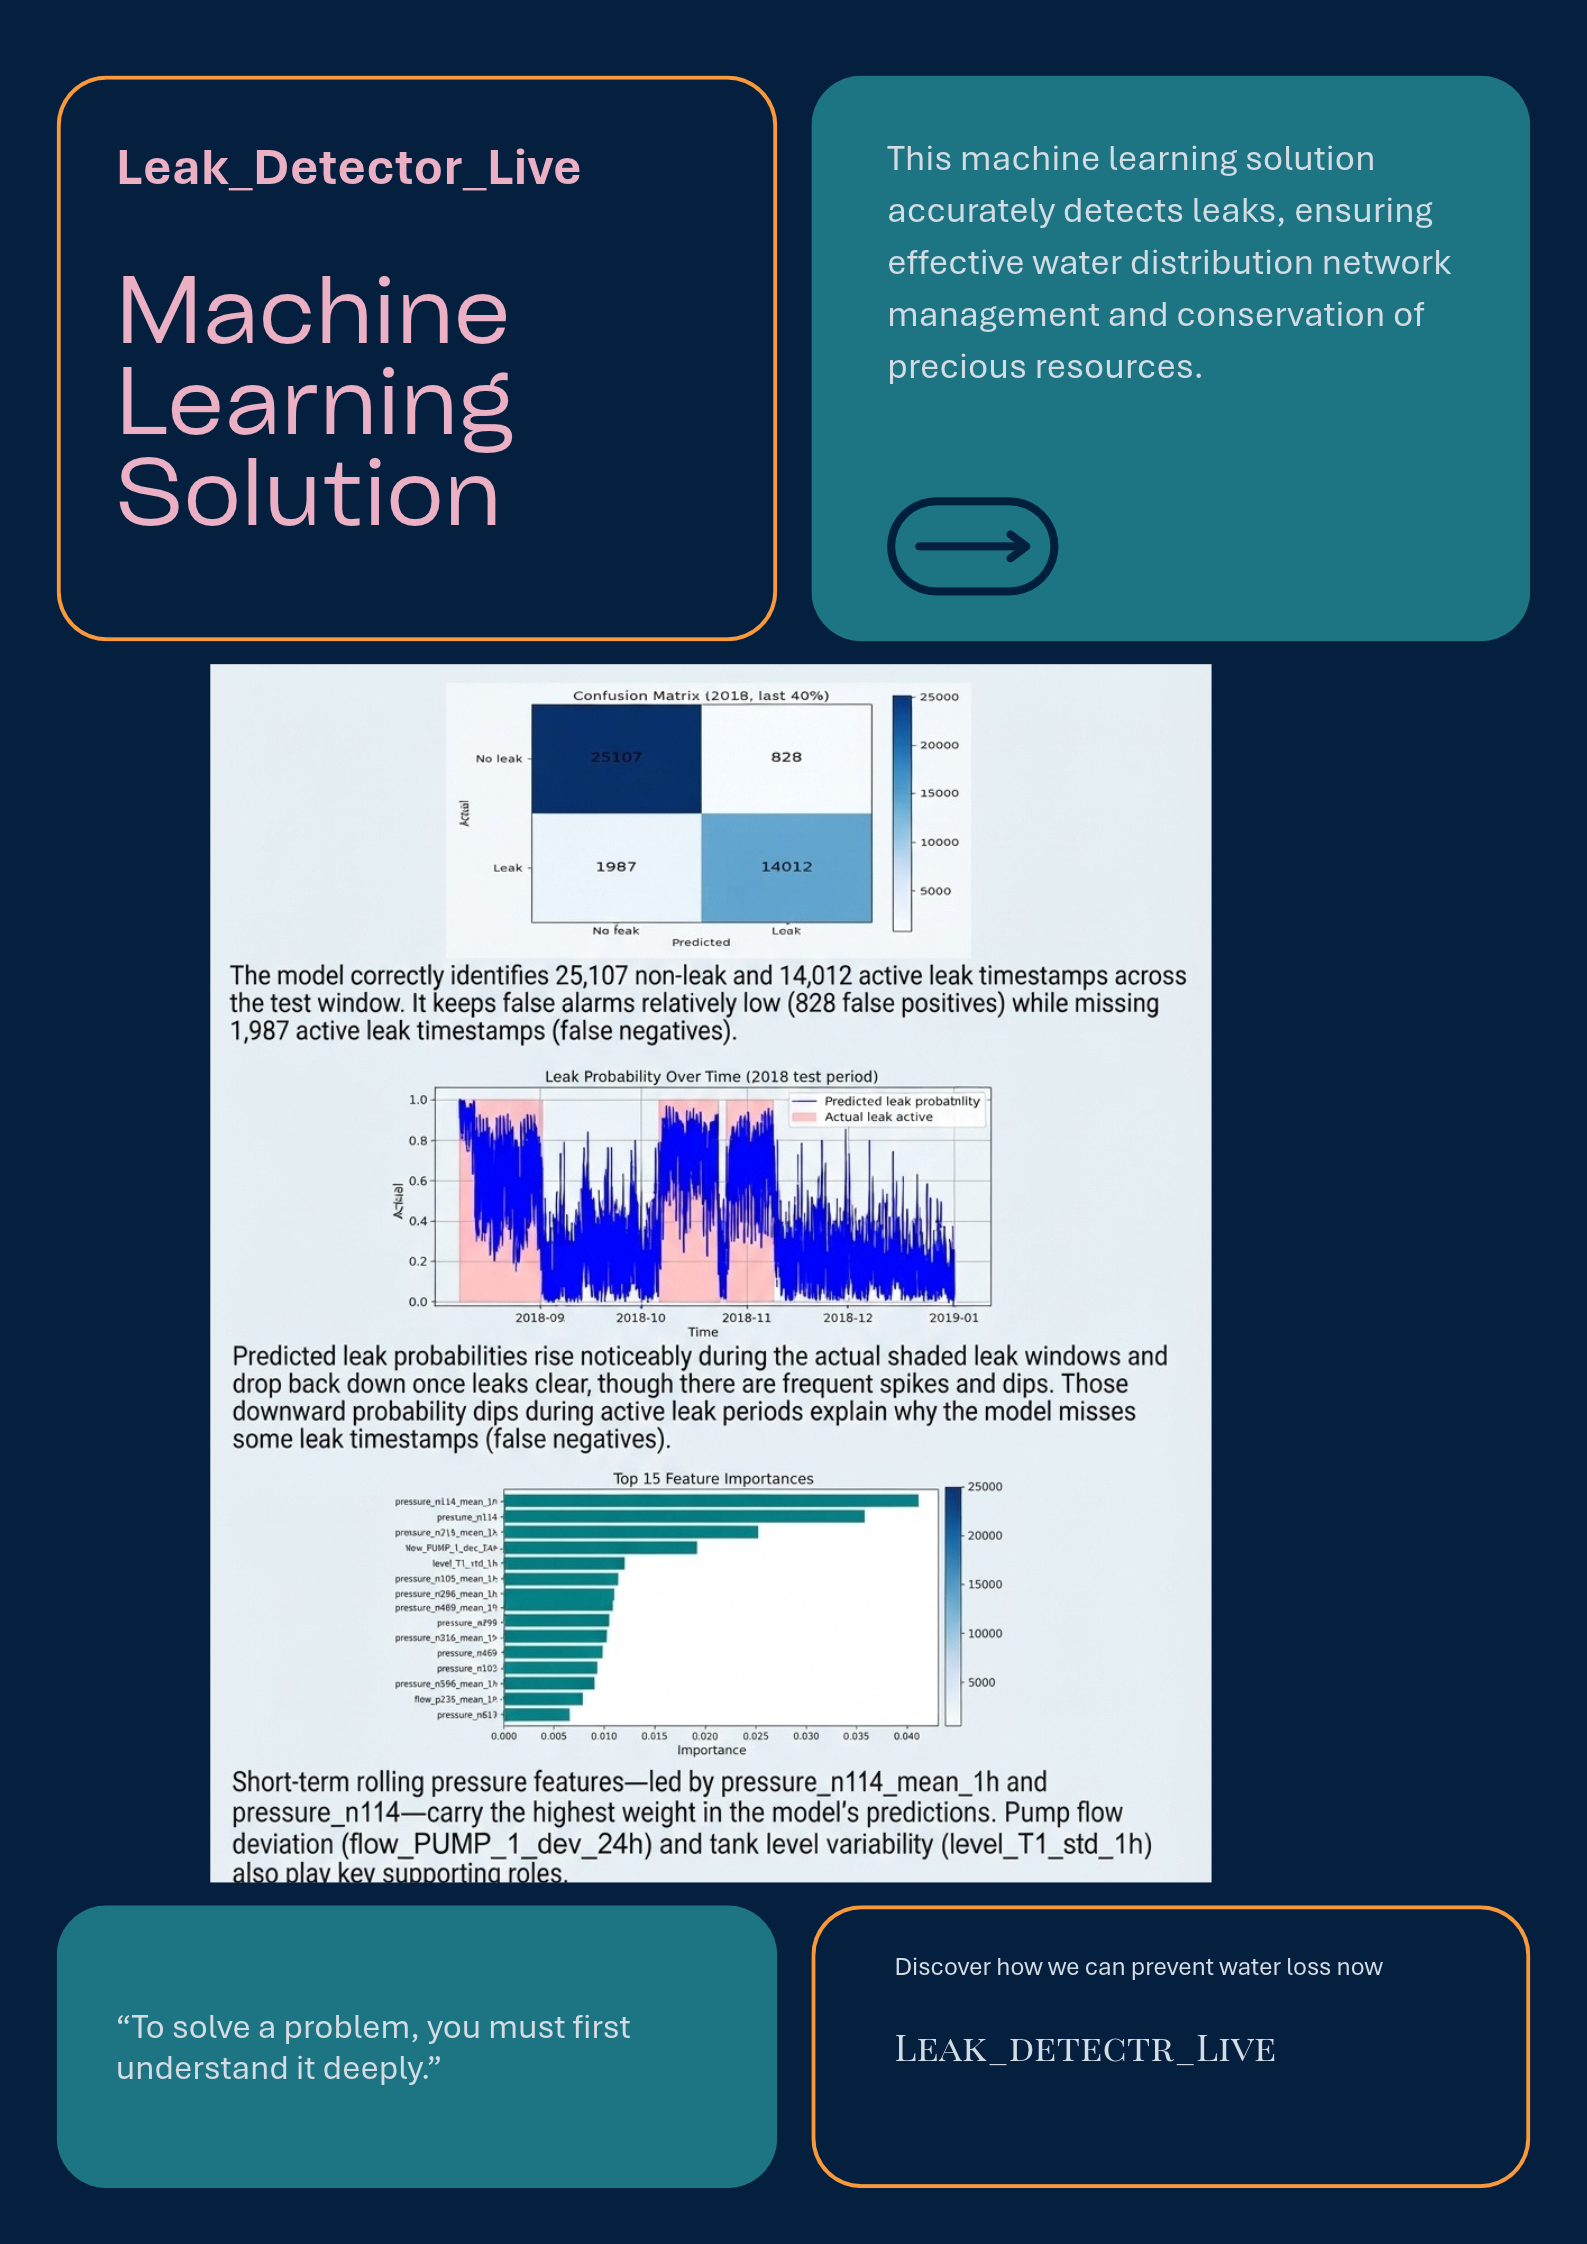 Leak_Detector_Live
Machine
Learning
Solution
This machine learning solution
accurately detects leaks, ensuring
effective water distribution network
management and conservation of
precious resources.
Confusion Matrix (2018, last 40%)
25000
20000
15000
10000
5000
No leak
25107
828
Actual
Leak
1987
14012
No feak
Leak
Predicted
The model correctly identifies 25,107 non-leak and 14,012 active leak timestamps across
the test window. It keeps false alarms relatively low (828 false positives) while missing
1,987 active leak timestamps (false negatives).
Leak Probability Over Time (2018 test period)
Predicted leak
Actual leak active
1.0
0.8
0.6
0.4
0.2
0.0
2018-09
2018-10
2018-11
2018-12
2019-01
Time
Predicted leak probabilities rise noticeably during the actual shaded leak windows and
drop back down once leaks clear, though there are frequent spikes and dips. Those
downward probability dips during active leak periods explain why the model misses
some leak timestamps (false negatives).
Top 15 Feature Importances
pressure_n105_mean_1h
pressure_n296_mean_1h
pressure_n469
pressure_n103
pressure_n596_mean_1h
0.000
0.005
0.010
0.015
0.020
0.025
0.030
0.035
0.040
Importance
25000
20000
15000
10000
5000
Short-term rolling pressure features—led by pressure_n114_mean_1h and
pressure_n114—carry the highest weight in the model's predictions. Pump flow
deviation (flow_PUMP_1_dev_24h) and tank level variability (level_T1_std_1h)
also play key supporting roles.
“To solve a problem, you must first
understand it deeply.”
Discover how we can prevent water loss now
Leak_detectr_Live